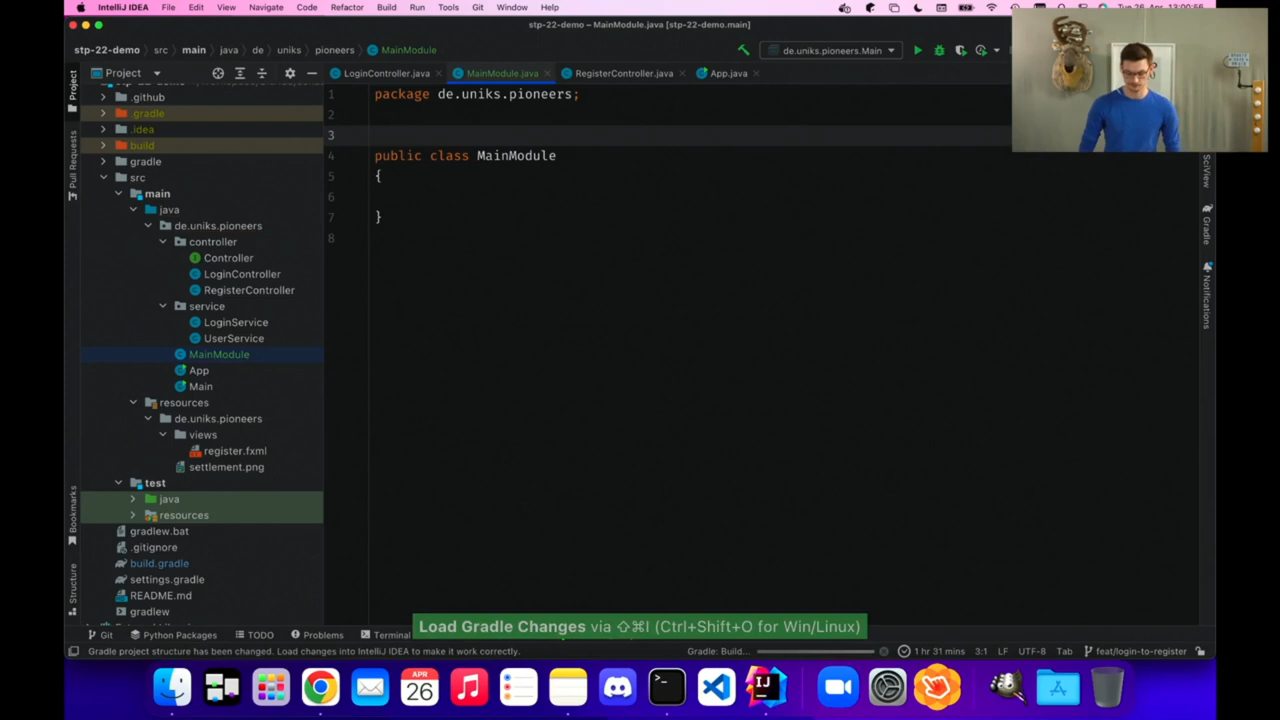 IntelliJ IDEA File Edit View Navigate Code Refactor Build Run Tools Git Window Help
stp-22-demo – MainModule.java [stp-22-demo.main]
stp-22-demo src main java de uniks pioneers MainModule
de.uniks.pioneers.Main
Project
LoginController.java MainModule.java RegisterController.java App.java
.github
.gradle
.idea
build
gradle
src
main
java
de.uniks.pioneers
controller
Controller
LoginController
RegisterController
service
LoginService
UserService
MainModule
App
Main
resources
de.uniks.pioneers
views
register.fxml
settlement.png
test
java
resources
gradlew.bat
.gitignore
build.gradle
settings.gradle
README.md
gradlew
1 package de.uniks.pioneers;
2
3
4 public class MainModule
5 {
6
7 }
8
Project
Pull Requests
Bookmarks
Structure
SciView
Gradle
Notifications
Load Gradle Changes via ⇧⌘I (Ctrl+Shift+O for Win/Linux)
Git Python Packages TODO Problems Terminal
Gradle project structure has been changed. Load changes into IntelliJ IDEA to make it work correctly.
Gradle: Build... 1 hr 31 mins 3:1 LF UTF-8 Tab feat/login-to-register
APR
26